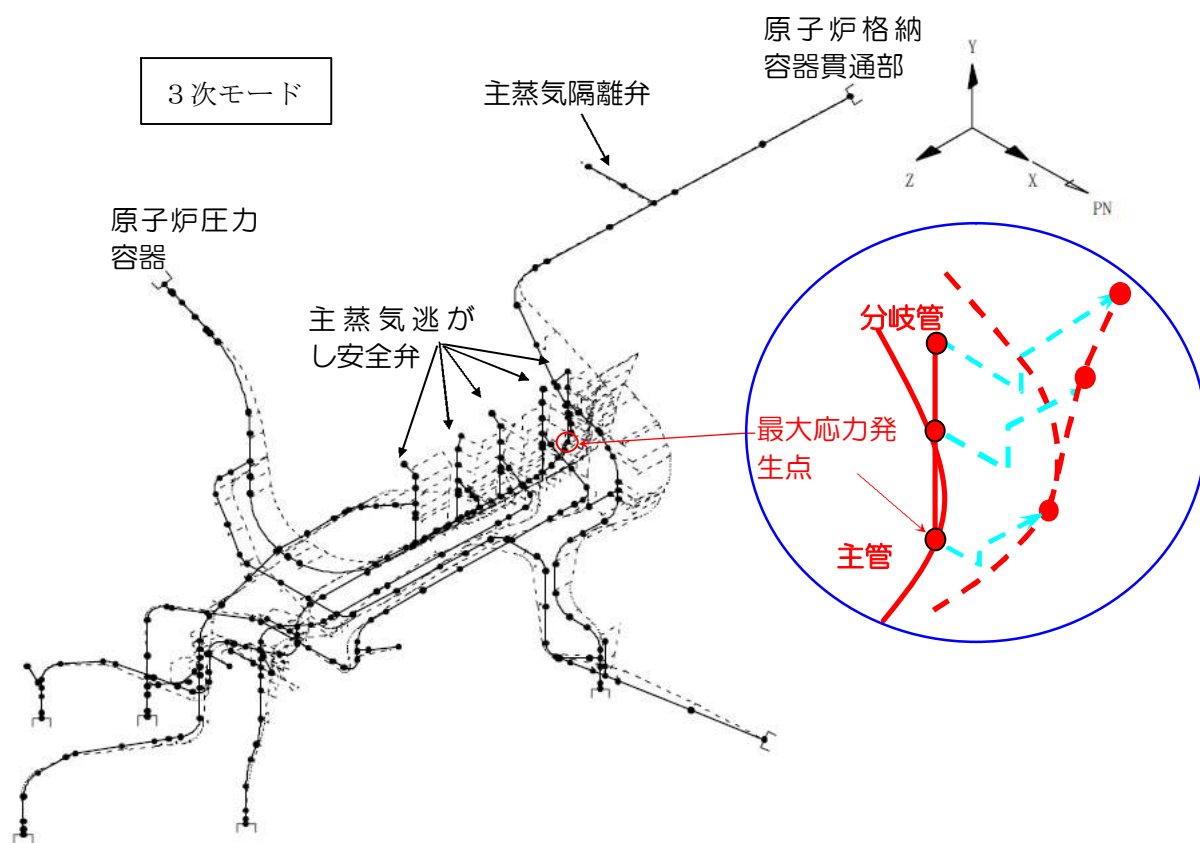 3次モード
原子炉格納
容器貫通部
主蒸気隔離弁
Y
Z
X
PN
原子炉圧力
容器
主蒸気逃が
し安全弁
分岐管
最大応力発
生点
主管